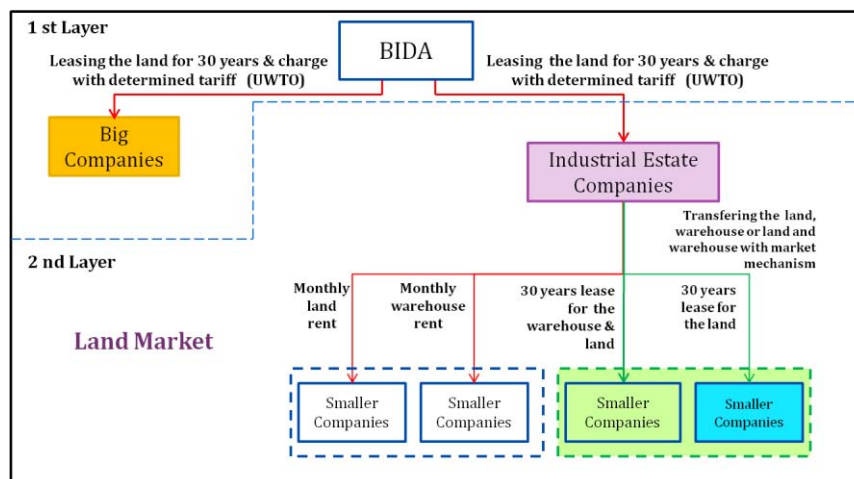 1 st Layer
BIDA
Leasing the land for 30 years & charge
with determined tariff (UWTO)
Leasing the land for 30 years & charge
with determined tariff (UWTO)
Big
Companies
Industrial Estate
Companies
Transfering the land,
warehouse or land and
warehouse with market
mechanism
2 nd Layer
Land Market
Monthly
land
rent
Monthly
warehouse
rent
30 years lease
for the
warehouse &
land
30 years
lease for
the land
Smaller
Companies
Smaller
Companies
Smaller
Companies
Smaller
Companies